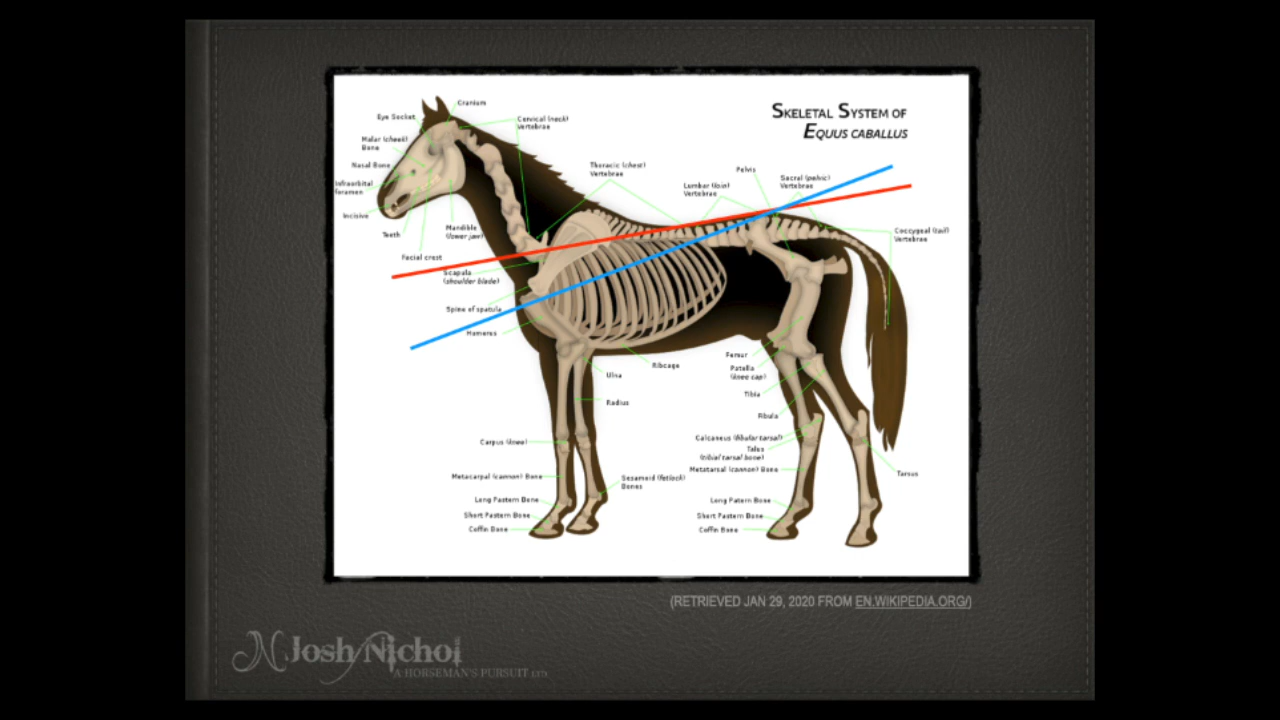 SKELETAL SYSTEM OF
EQUUS CABALLUS
Cranium
Eye Socket
Cervical (neck)
Vertebrae
Malar (cheek)
Bone
Nasal Bone
Thoracic (chest)
Vertebrae
Pelvis
Sacral (pelvic)
Vertebrae
Lumbar (loin)
Vertebrae
Infraorbital
foramen
Incisive
Teeth
Mandible
(lower jaw)
Coccygeal (tail)
Vertebrae
Facial crest
Scapula
(shoulder blade)
Spine of spatula
Humerus
Ribcage
Ulna
Radius
Femur
Patella
(knee cap)
Tibia
Fibula
Carpus (knee)
Calcaneus (fibular tarsal)
Talus
(tibial tarsal bone)
Metatarsal (cannon) Bone
Tarsus
Metacarpal (cannon) Bone
Sesamoid (fetlock)
Bones
Long Pastern Bone
Short Pastern Bone
Coffin Bone
Long Patern Bone
Short Pastern Bone
Coffin Bone
(RETRIEVED JAN 29, 2020 FROM EN.WIKIPEDIA.ORG/)
N Josh Nichol
A HORSEMAN'S PURSUIT LTD